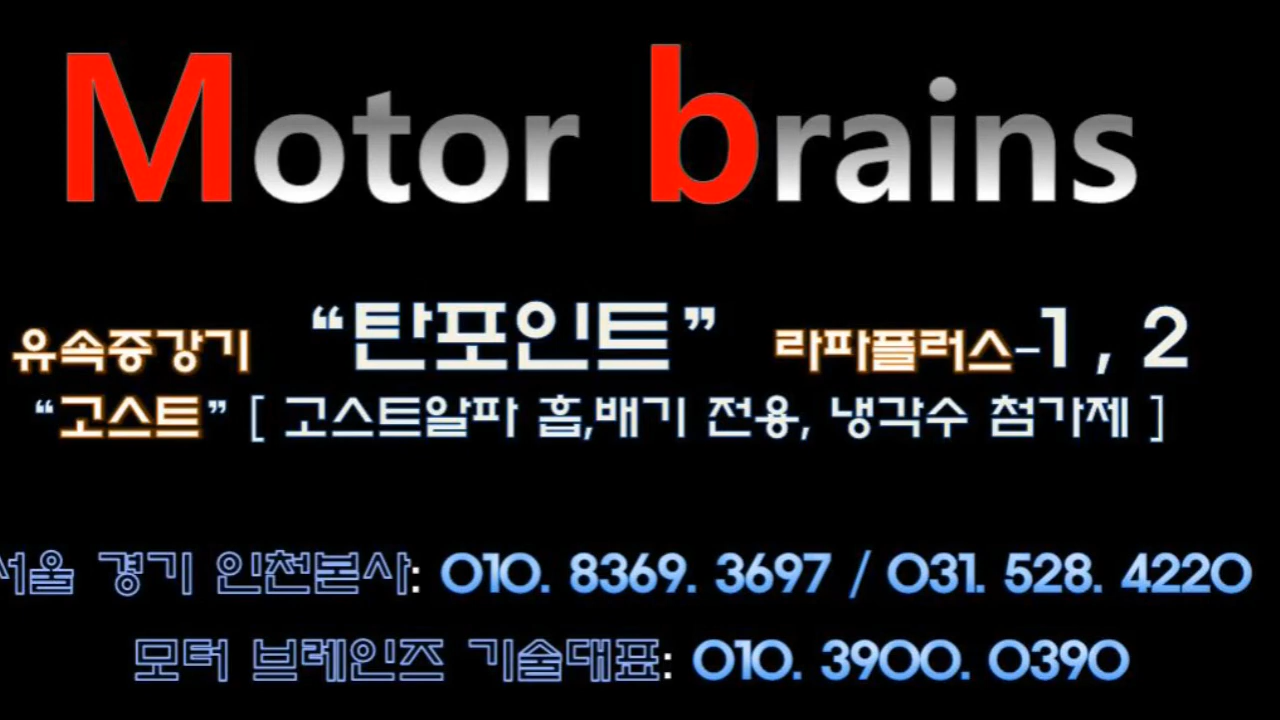 Motor brains
유속증강기 “탄포인트” 라파플러스-1 , 2
“고스트” [ 고스트알파 흡,배기 전용, 냉각수 첨가제 ]
서울 경기 인천본사: 010. 8369. 3697 / 031. 528. 4220
모터 브레인즈 기술대표: 010. 3900. 0390